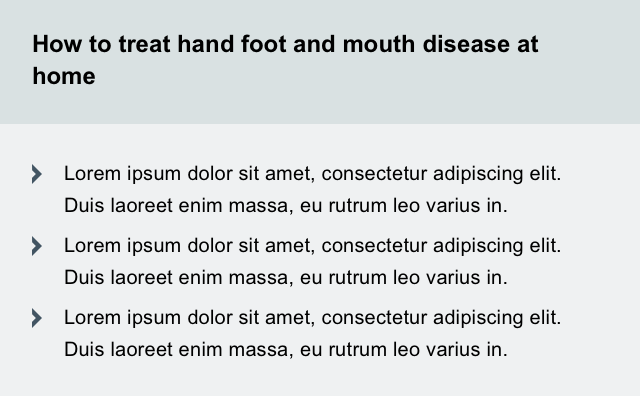 How to treat hand foot and mouth disease at
home
Lorem ipsum dolor sit amet, consectetur adipiscing elit.
Duis laoreet enim massa, eu rutrum leo varius in.
Lorem ipsum dolor sit amet, consectetur adipiscing elit.
Duis laoreet enim massa, eu rutrum leo varius in.
Lorem ipsum dolor sit amet, consectetur adipiscing elit.
Duis laoreet enim massa, eu rutrum leo varius in.